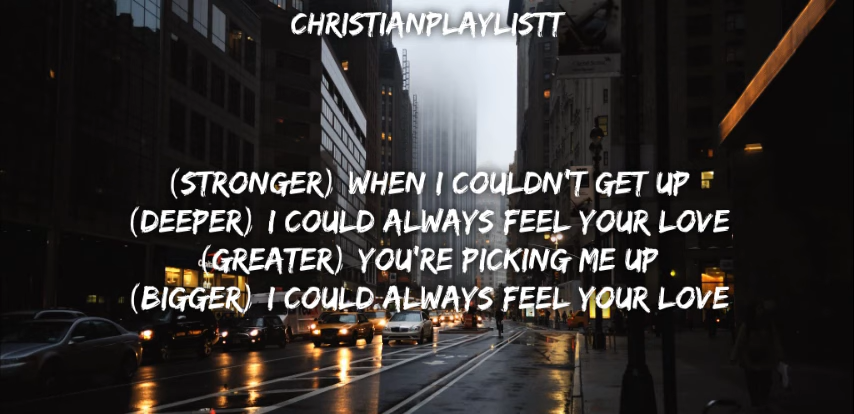 CHRISTIANPLAYLISTT
(STRONGER) WHEN I COULDN'T GET UP
(DEEPER) I COULD ALWAYS FEEL YOUR LOVE
(GREATER) YOU'RE PICKING ME UP
(BIGGER) I COULD ALWAYS FEEL YOUR LOVE